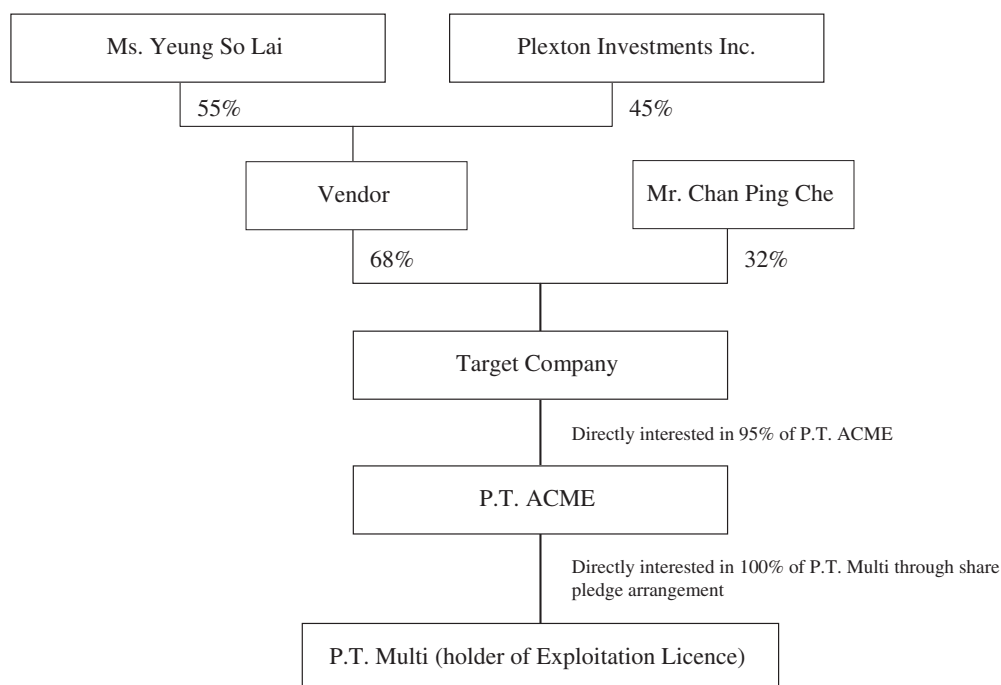 Ms. Yeung So Lai
Plexton Investments Inc.
55%
45%
Vendor
Mr. Chan Ping Che
68%
32%
Target Company
Directly interested in 95% of P.T. ACME
P.T. ACME
Directly interested in 100% of P.T. Multi through share
pledge arrangement
P.T. Multi (holder of Exploitation Licence)